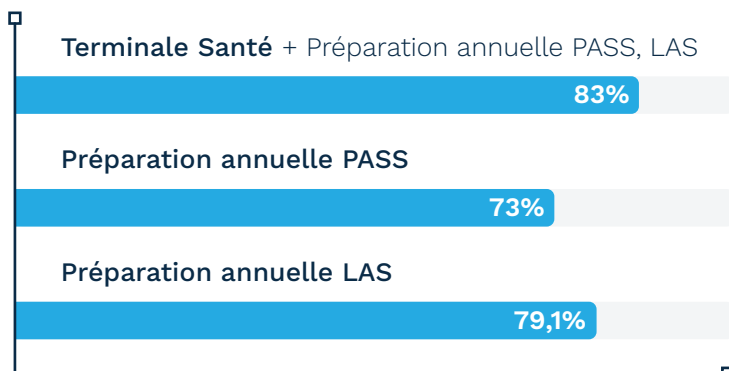 Terminale Santé + Préparation annuelle PASS, LAS
83%
Préparation annuelle PASS
73%
Préparation annuelle LAS
79,1%